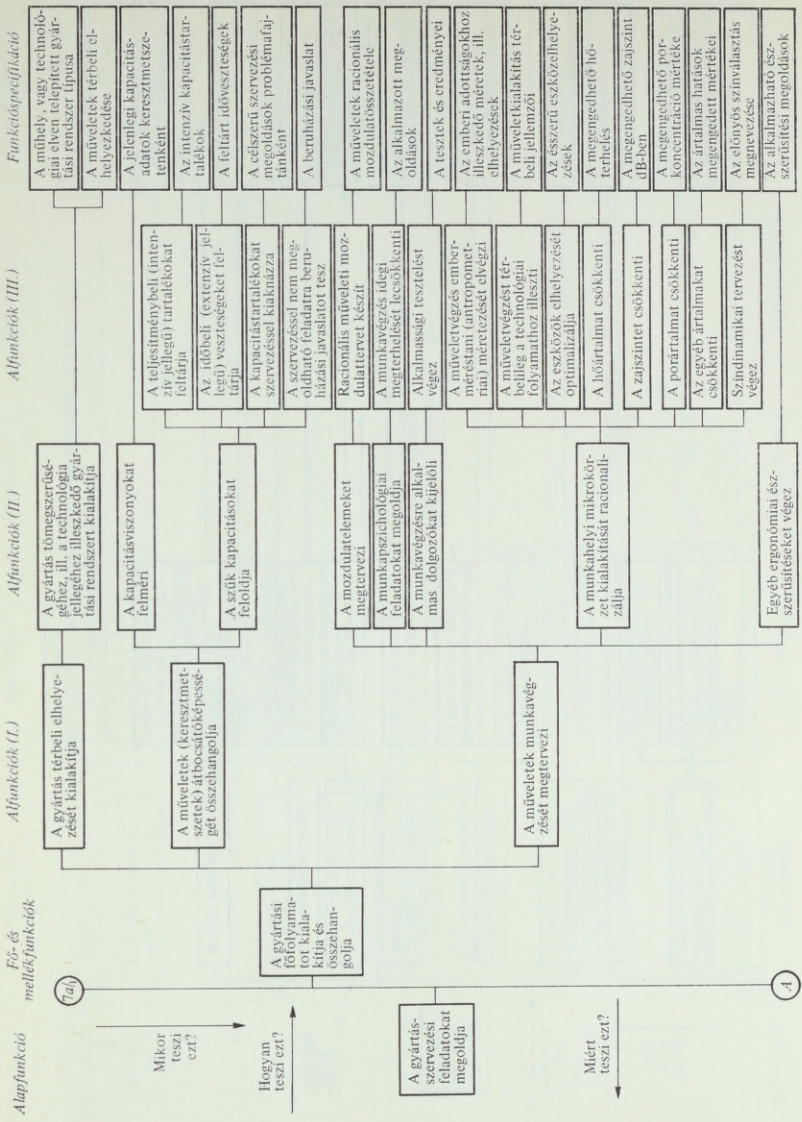 Alapfunkció
Fő- és
mellékfunkciók
Alfunkciók (I.)
Alfunkciók (II.)
Alfunkciók (III.)
Funkcióspecifikáció
7a/1
Mikor
teszi
ezt?
Hogyan
teszi ezt?
A gyártás-
szervezési
feladatokat
megoldja
Miért
teszi ezt?
A
A gyártási
főfolyama-
tot kiala-
kítja és
összehan-
golja
A gyártás térbeli elhelye-
zését kialakítja
A műveletek (keresztmet-
szetek) átbocsátóképessé-
gét összehangolja
A műveletek munkavég-
zését megtervezi
A gyártás tömegszerűsé-
géhez, ill. a technológia
jellegéhez illeszkedő gyár-
tási rendszert kialakítja
A kapacitásviszonyokat
felméri
A szűk kapacitásokat
feloldja
A mozdulatelemeket
megtervezi
A munkapszichológiai
feladatokat megoldja
A munkavégzésre alkal-
mas dolgozókat kijelöli
A munkahelyi mikrokör-
zet kialakítását racionali-
zálja
Egyéb ergonómiai ész-
szerűsítéseket végez
A teljesítménybeli (inten-
zív jellegű) tartalékokat
feltárja
Az időbeli (extenzív jel-
legű) veszteségeket fel-
tárja
A kapacitástartalékokat
szervezéssel kiaknázza
A szervezéssel nem meg-
oldható feladatra beru-
házási javaslatot tesz
Racionális műveleti moz-
dulattervet készít
A munkavégzés idegi
megterhelését lecsökkenti
Alkalmassági tesztelést
végez
A műveletvégzés ember-
méréstani (antropomet-
riai) méretezését elvégzi
A műveletvégzést tér-
belileg a technológiai
folyamathoz illeszti
Az eszközök elhelyezését
optimalizálja
A hőártalmat csökkenti
A zajszintet csökkenti
A porártalmat csökkenti
Az egyéb ártalmakat
csökkenti
Színdinamikai tervezést
végez
A műhely, vagy technoló-
giai elven telepített gyár-
tási rendszer típusa
A műveletek térbeli el-
helyezkedése
A jelenlegi kapacitás-
adatok keresztmetsze-
tenként
Az intenzív kapacitástar-
talékok
A feltárt időveszteségek
A célszerű szervezési
megoldások problémafaj-
tánként
A beruházási javaslat
A műveletek racionális
mozdulatösszetétele
Az alkalmazott meg-
oldások
A tesztek és eredményei
Az emberi adottságokhoz
illeszkedő méretek, ill.
elhelyezések
A műveletkialakítás tér-
beli jellemzői
Az ésszerű eszközelhelye-
zések
A megengedhető hő-
terhelés
A megengedhető zajszint
dB-ben
A megengedhető por-
koncentráció mértéke
Az ártalmas hatások
megengedett mértékei
Az előnyös színválasztás
megnevezése
Az alkalmazható ész-
szerűsítési megoldások